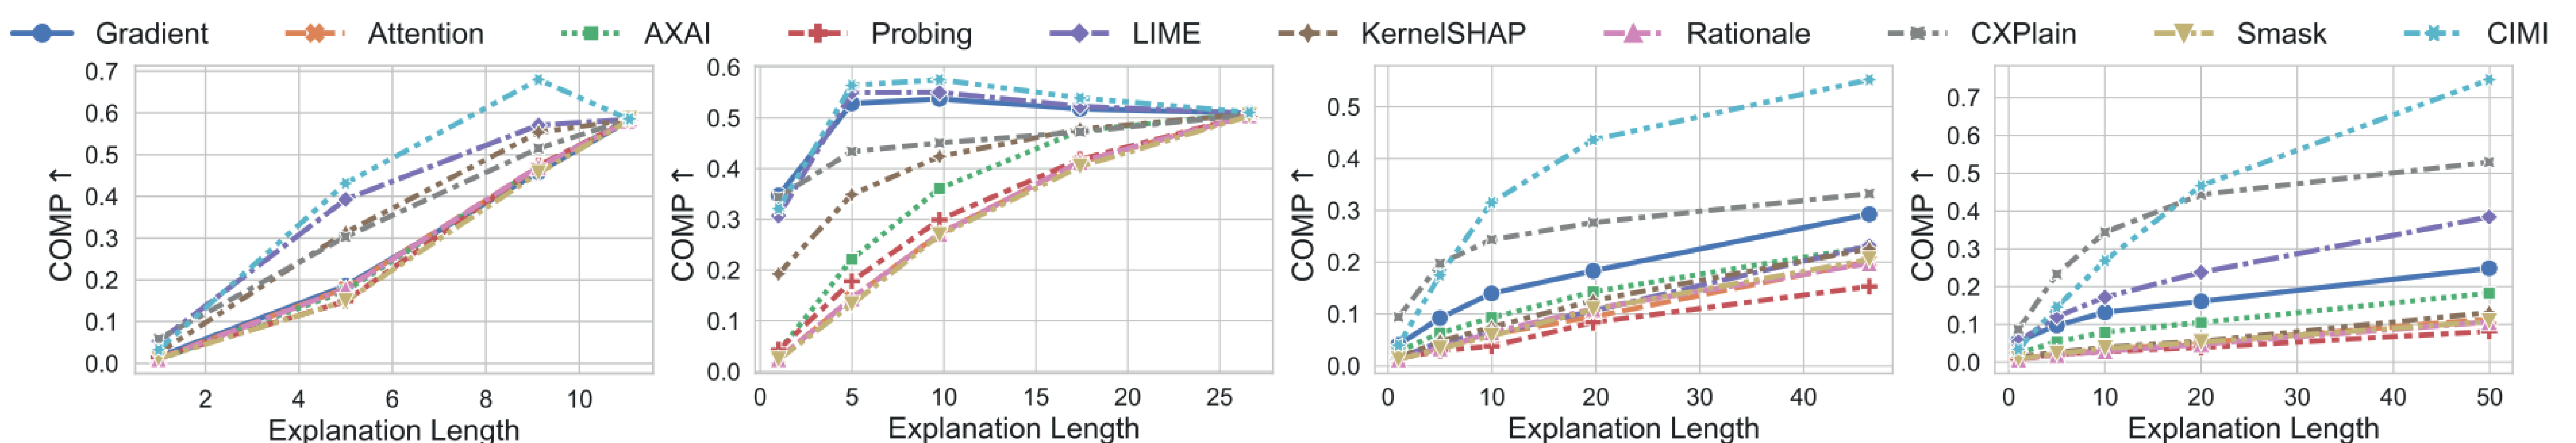 Gradient Attention AXAI Probing LIME KernelSHAP Rationale CXPlain Smask CIMI
0.7
0.6
0.5
0.4
0.3
0.2
0.1
0.0
COMP ↑
2 4 6 8 10
Explanation Length
0.6
0.5
0.4
0.3
0.2
0.1
0.0
COMP ↑
0 5 10 15 20 25
Explanation Length
0.5
0.4
0.3
0.2
0.1
0.0
COMP ↑
0 10 20 30 40
Explanation Length
0.7
0.6
0.5
0.4
0.3
0.2
0.1
0.0
COMP ↑
0 10 20 30 40 50
Explanation Length